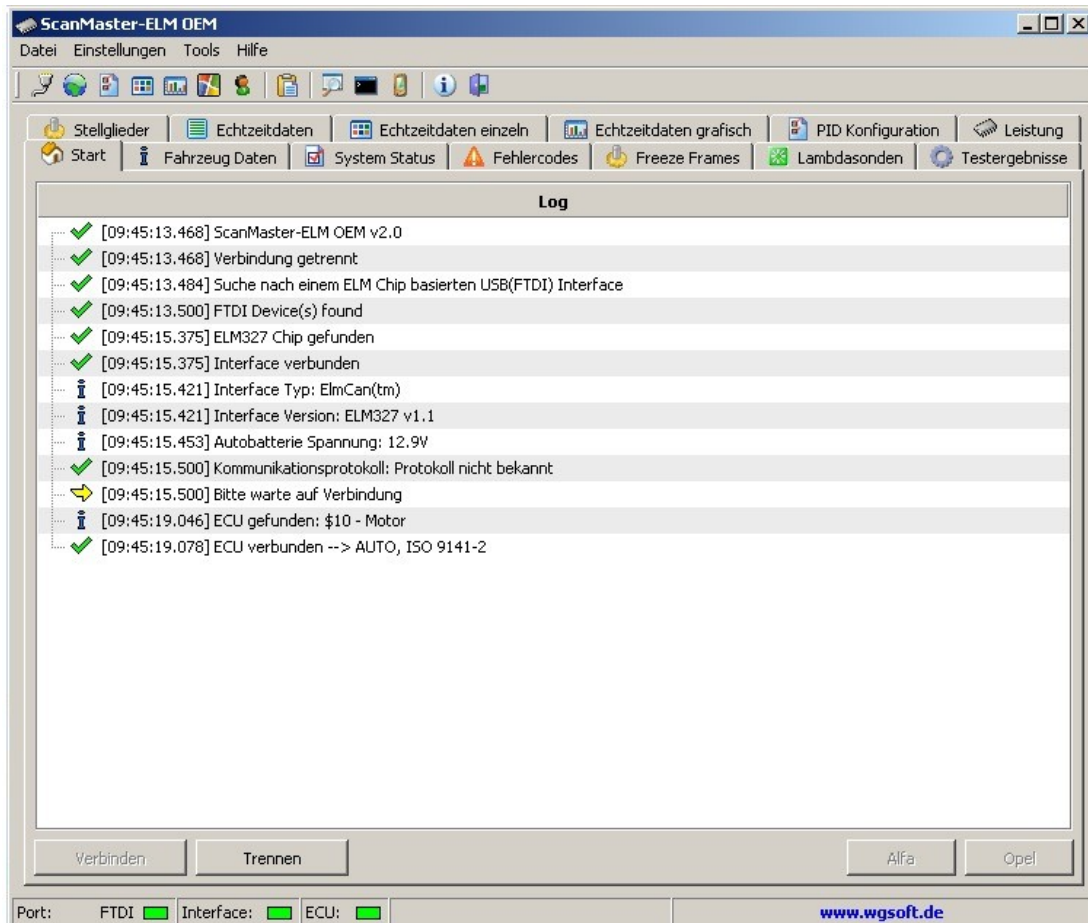 ScanMaster-ELM OEM
Datei Einstellungen Tools Hilfe
Stellglieder Echtzeitdaten Echtzeitdaten einzeln Echtzeitdaten grafisch PID Konfiguration Leistung
Start Fahrzeug Daten System Status Fehlercodes Freeze Frames Lambdasonden Testergebnisse
Log
[09:45:13.468] ScanMaster-ELM OEM v2.0
[09:45:13.468] Verbindung getrennt
[09:45:13.484] Suche nach einem ELM Chip basierten USB(FTDI) Interface
[09:45:13.500] FTDI Device(s) found
[09:45:15.375] ELM327 Chip gefunden
[09:45:15.375] Interface verbunden
[09:45:15.421] Interface Typ: ElmCan(tm)
[09:45:15.421] Interface Version: ELM327 v1.1
[09:45:15.453] Autobatterie Spannung: 12.9V
[09:45:15.500] Kommunikationsprotokoll: Protokoll nicht bekannt
[09:45:15.500] Bitte warte auf Verbindung
[09:45:19.046] ECU gefunden: $10 - Motor
[09:45:19.078] ECU verbunden --> AUTO, ISO 9141-2
Verbinden Trennen Alfa Opel
Port: FTDI Interface: ECU: www.wgsoft.de